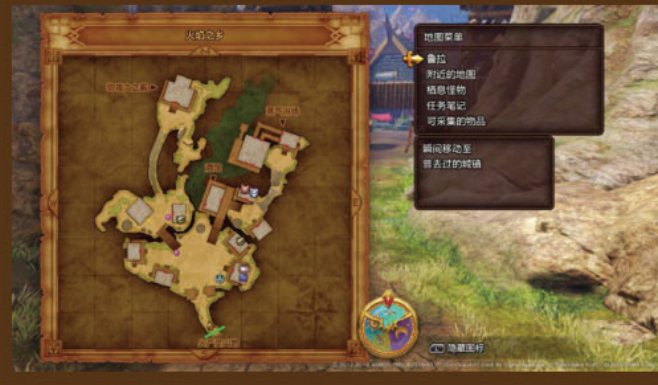 火焰之乡
地图菜单
鲁拉
附近的地图
栖息怪物
任务笔记
可采集的物品
瞬间移动至
曾去过的城镇
隐藏图标